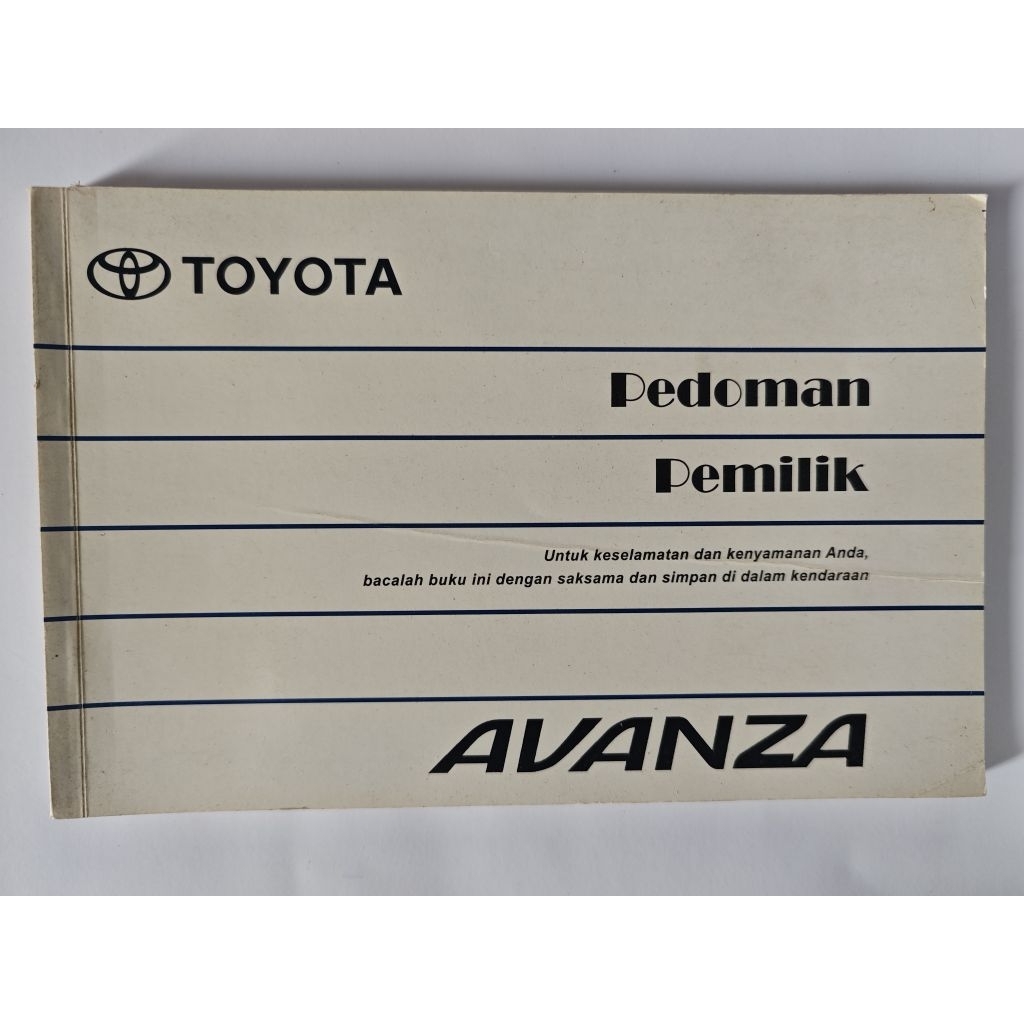 TOYOTA
Pedoman
Pemilik
Untuk keselamatan dan kenyamanan Anda,
bacalah buku ini dengan saksama dan simpan di dalam kendaraan
AVANZA